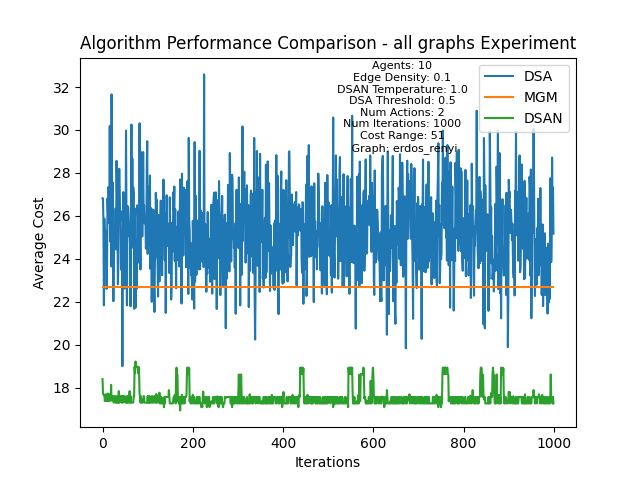 Algorithm Performance Comparison - all graphs Experiment
Agents: 10
Edge Density: 0.1
DSAN Temperature: 1.0
DSA Threshold: 0.5
Num Actions: 2
Num Iterations: 1000
Cost Range: 51
Graph: erdos_renyi
DSA
MGM
DSAN
Average Cost
32
30
28
26
24
22
20
18
0
200
400
600
800
1000
Iterations